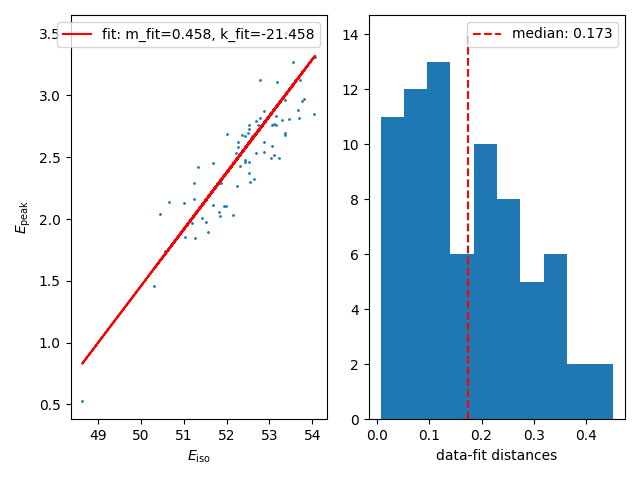 fit: m_fit=0.458, k_fit=-21.458
3.5
3.0
2.5
2.0
1.5
1.0
0.5
E_peak
49 50 51 52 53 54
E_iso
median: 0.173
14
12
10
8
6
4
2
0
0.0 0.1 0.2 0.3 0.4
data-fit distances